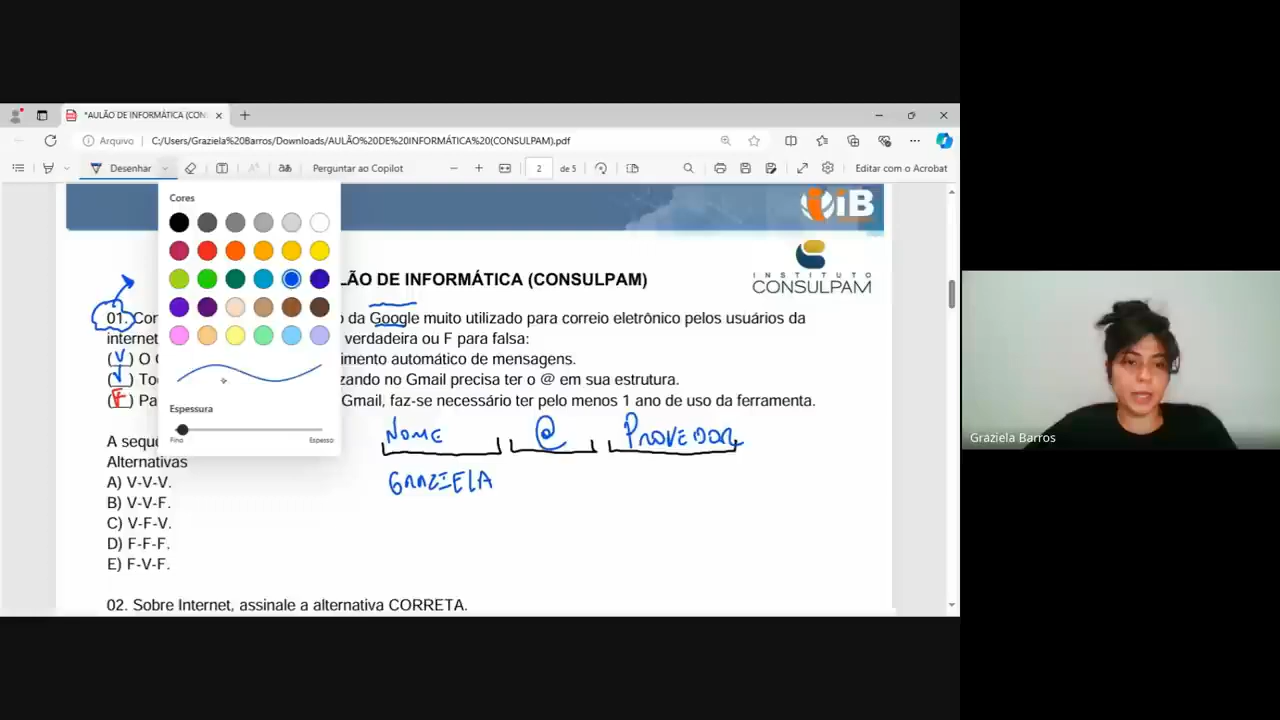 *AULÃO DE INFORMÁTICA (CON
Arquivo
C:/Users/Graziela%20Barros/Downloads/AULÃO%20DE%20INFORMÁTICA%20(CONSULPAM).pdf
Desenhar
Perguntar ao Copilot
2
de 5
Editar com o Acrobat
Cores
Espessura
Fino
Espesso
iB
INSTITUTO
CONSULPAM
LÃO DE INFORMÁTICA (CONSULPAM)
01. Con o da Google muito utilizado para correio eletrônico pelos usuários da
internet verdadeira ou F para falsa:
(V) O imento automático de mensagens.
(V) To zando no Gmail precisa ter o @ em sua estrutura.
(F) Pa Gmail, faz-se necessário ter pelo menos 1 ano de uso da ferramenta.
NOME @ PROVEDOR
A sequ
GRAZIELA
Alternativas
A) V-V-V.
B) V-V-F.
C) V-F-V.
D) F-F-F.
E) F-V-F.
02. Sobre Internet, assinale a alternativa CORRETA.
Graziela Barros